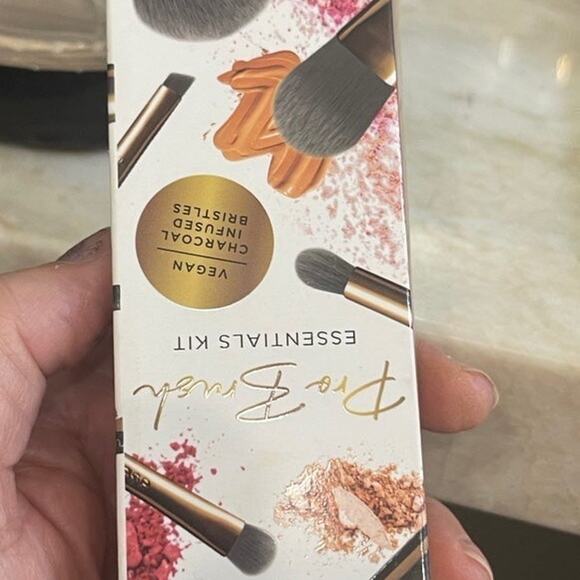 Pro Brush
ESSENTIALS KIT
VEGAN
CHARCOAL
INFUSED
BRISTLES